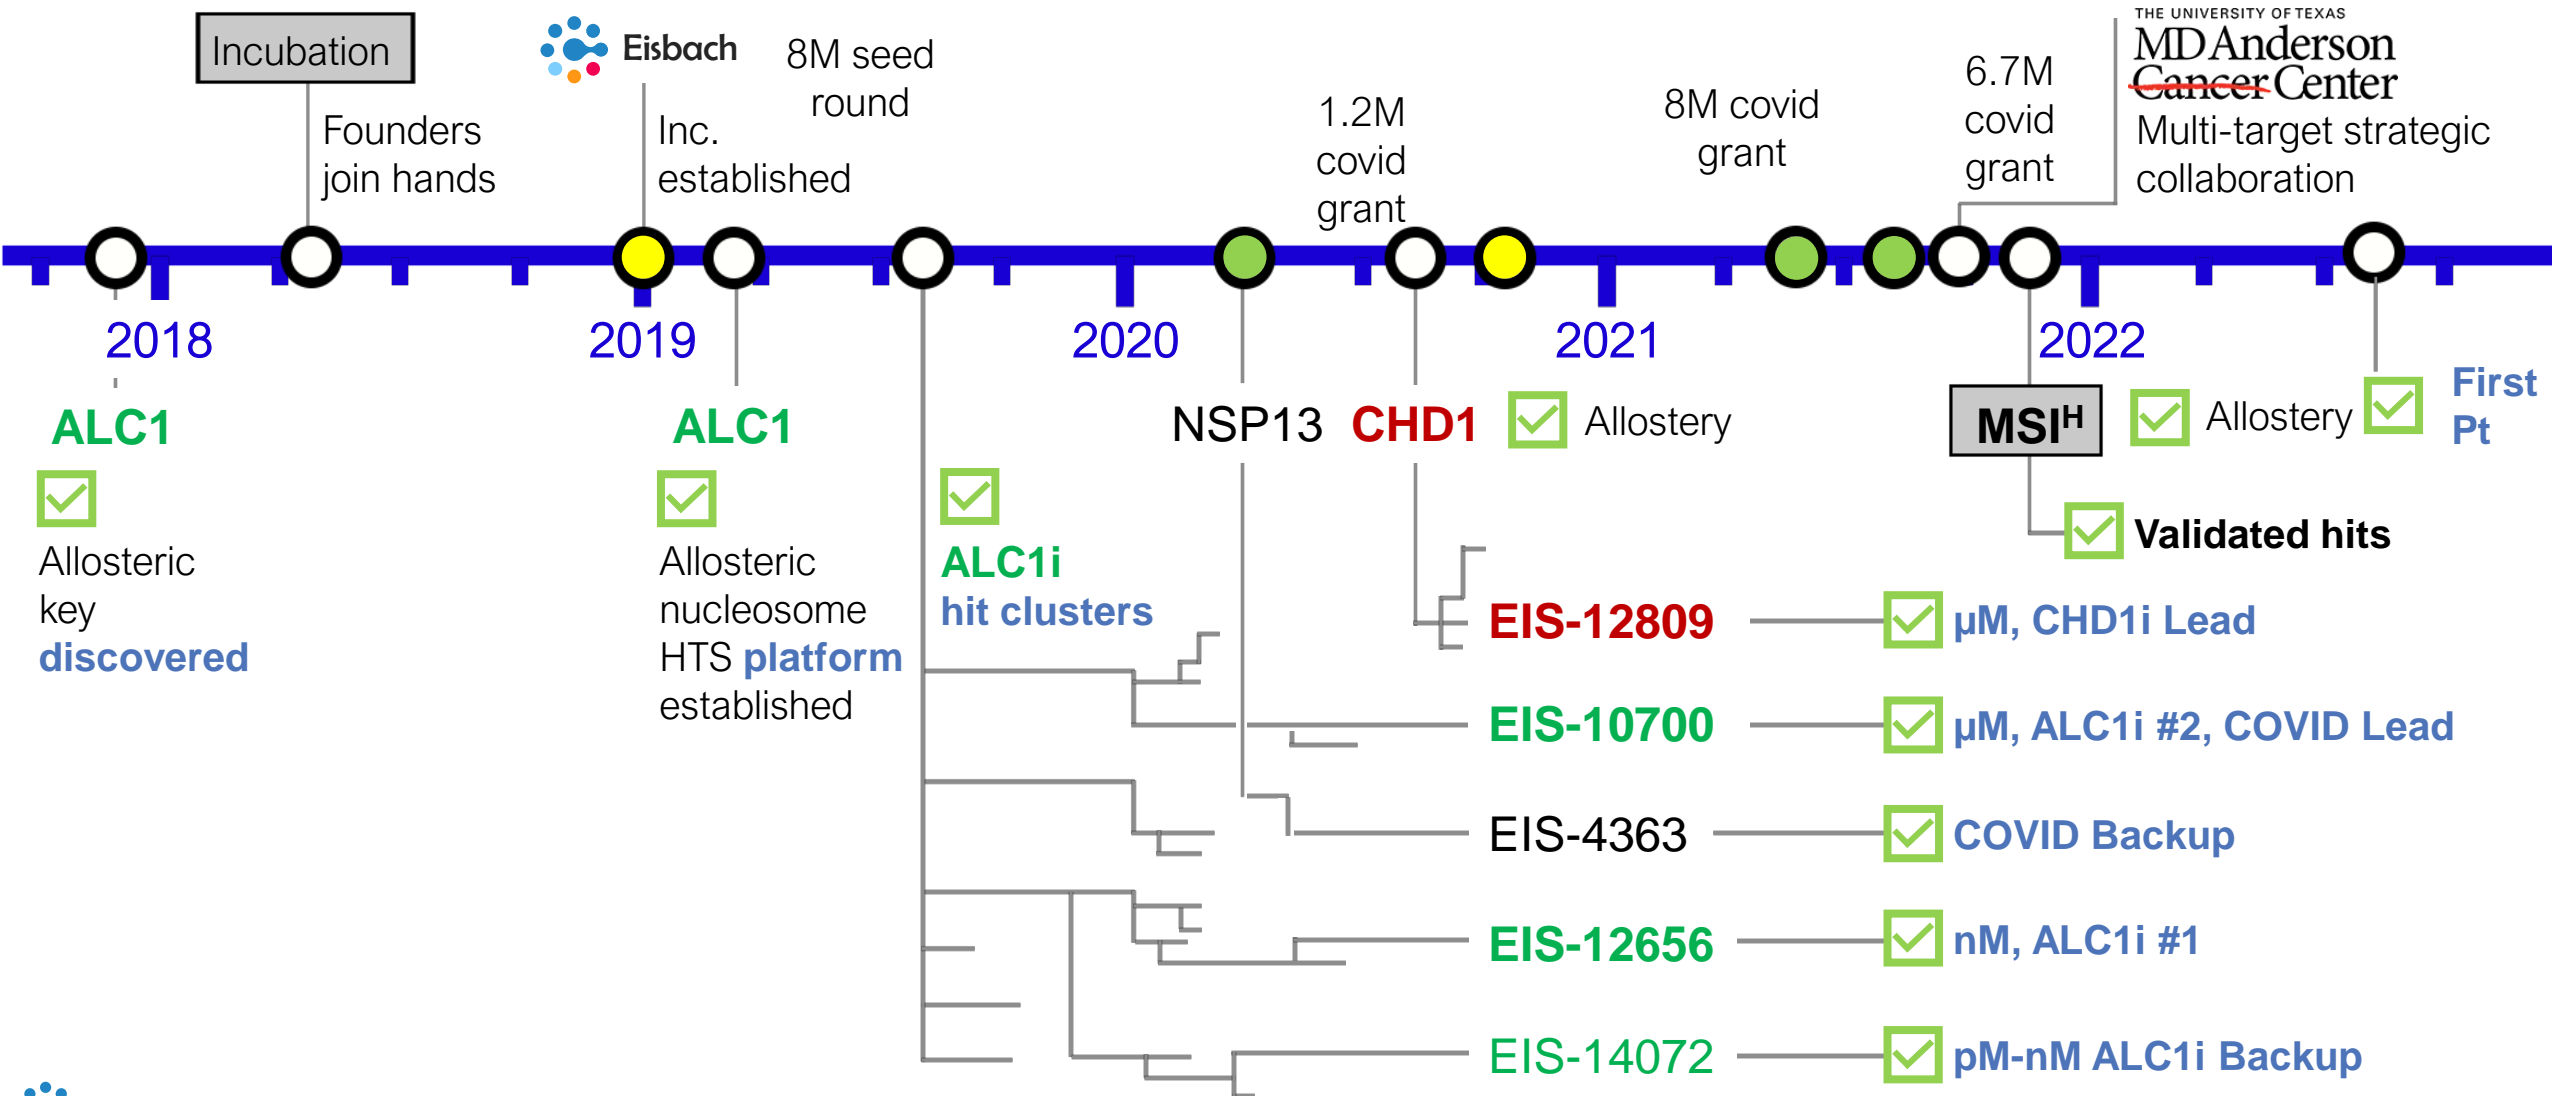 Incubation
Founders
join hands
Eisbach
Inc.
established
8M seed
round
1.2M
covid
grant
8M covid
grant
6.7M
covid
grant
THE UNIVERSITY OF TEXAS
MD Anderson
Cancer Center
Multi-target strategic
collaboration
2018
2019
2020
2021
2022
ALC1
Allosteric
key
discovered
ALC1
Allosteric
nucleosome
HTS platform
established
ALC1i
hit clusters
NSP13
CHD1
Allostery
MSIᴴ
Allostery
First
Pt
Validated hits
EIS-12809
µM, CHD1i Lead
EIS-10700
µM, ALC1i #2, COVID Lead
EIS-4363
COVID Backup
EIS-12656
nM, ALC1i #1
EIS-14072
pM-nM ALC1i Backup